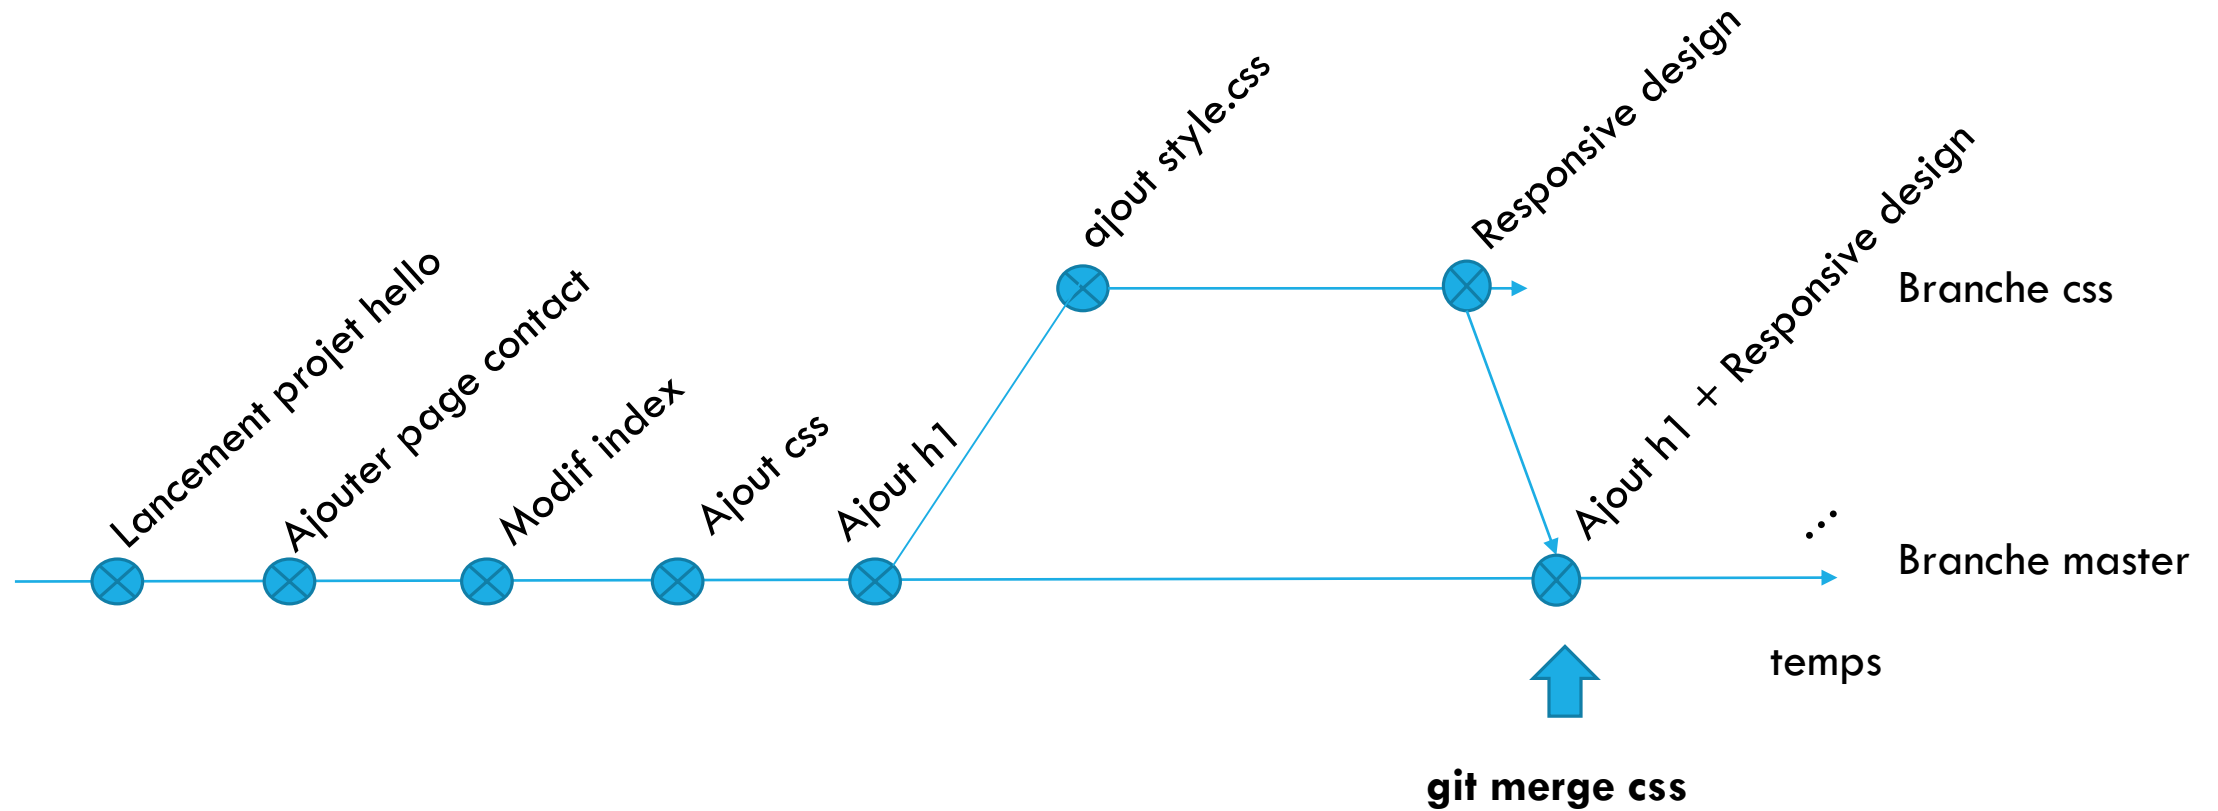 Lancement projet hello
Ajouter page contact
Modif index
Ajout css
Ajout h1
ajout style.css
Responsive design
Ajout h1 + Responsive design
...
Branche css
Branche master
temps
git merge css